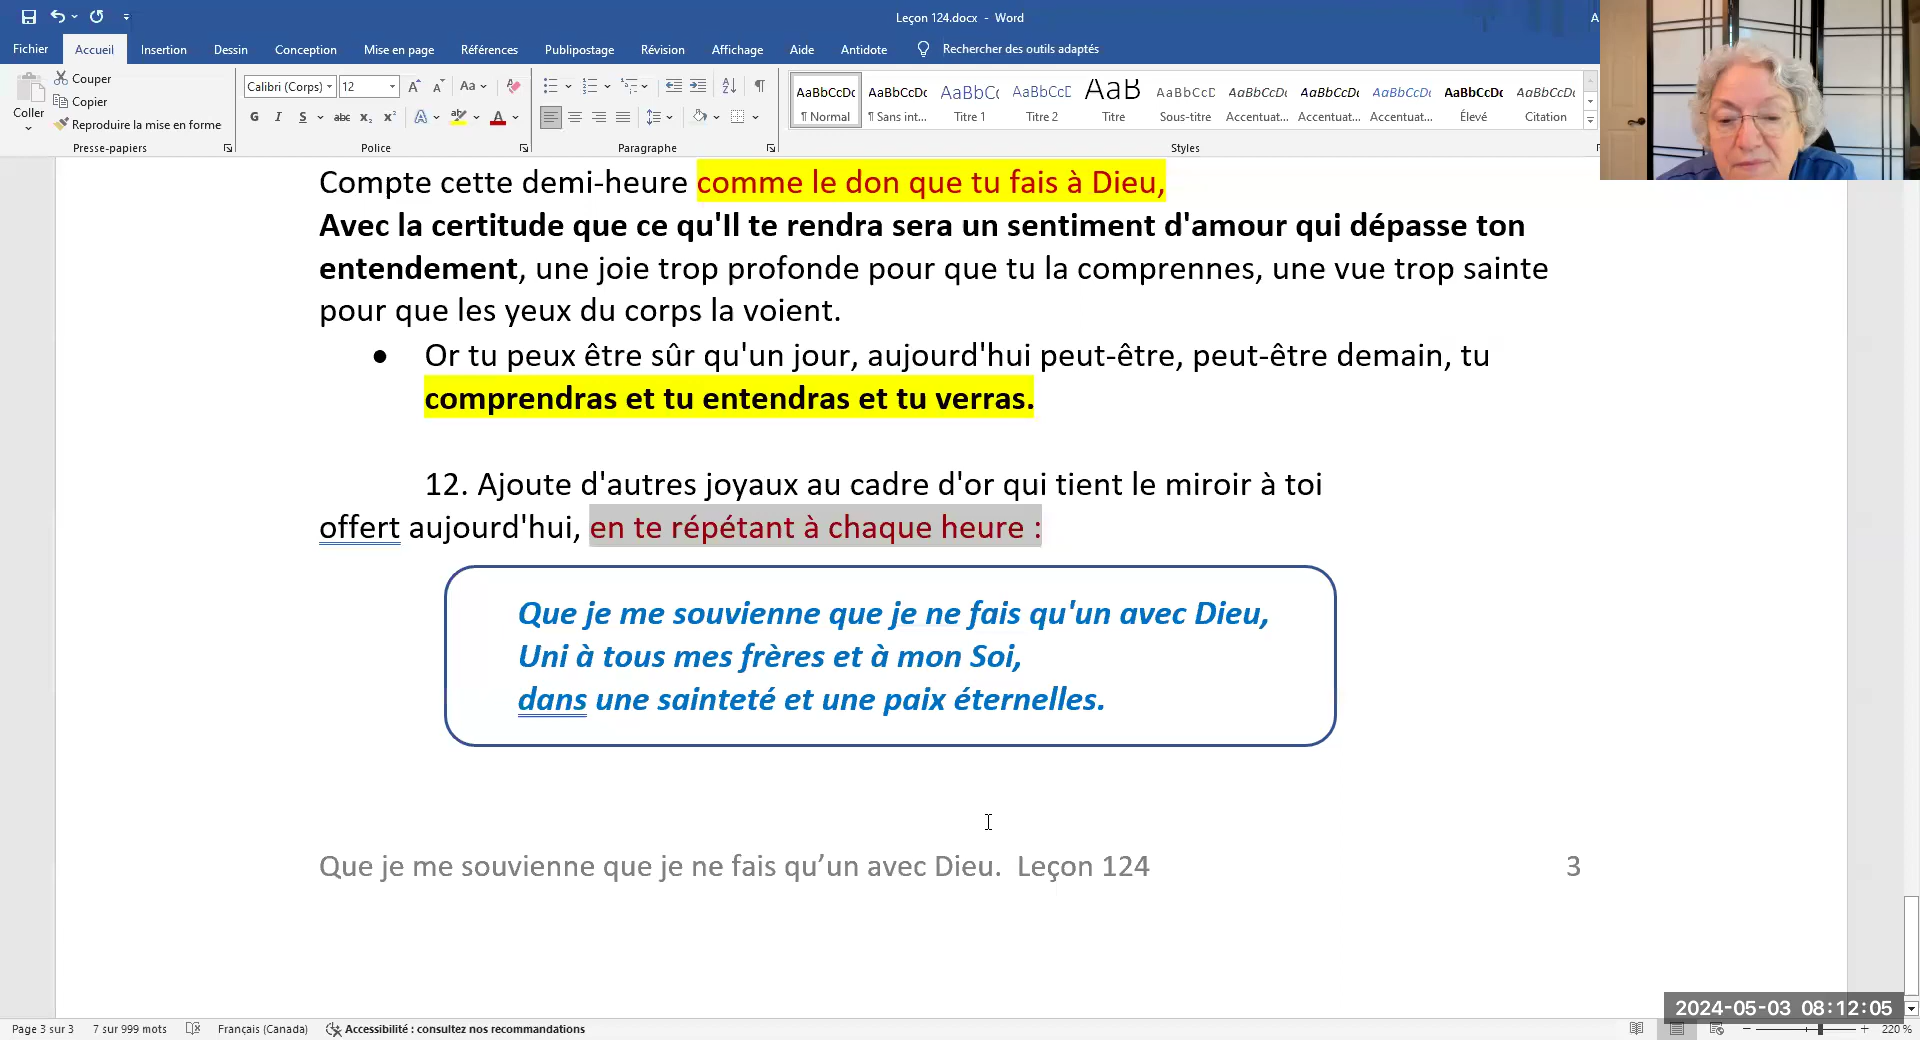 Leçon 124.docx - Word
A
Fichier Accueil Insertion Dessin Conception Mise en page Références Publipostage Révision Affichage Aide Antidote Rechercher des outils adaptés
Coller
Couper
Copier
Reproduire la mise en forme
Presse-papiers
Calibri (Corps) 12
G I S abc x₂ x² A A
Police
Paragraphe
AaBbCcDc AaBbCcDc AaBbCc AaBbCcD AaB AaBbCcD AaBbCcDc AaBbCcDc AaBbCcDc AaBbCcDc AaBbCcDc
¶ Normal ¶ Sans int... Titre 1 Titre 2 Titre Sous-titre Accentuat... Accentuat... Accentuat... Élevé Citation
Styles
Compte cette demi-heure comme le don que tu fais à Dieu,
Avec la certitude que ce qu'Il te rendra sera un sentiment d'amour qui dépasse ton
entendement, une joie trop profonde pour que tu la comprennes, une vue trop sainte
pour que les yeux du corps la voient.
● Or tu peux être sûr qu'un jour, aujourd'hui peut-être, peut-être demain, tu
comprendras et tu entendras et tu verras.
12. Ajoute d'autres joyaux au cadre d'or qui tient le miroir à toi
offert aujourd'hui, en te répétant à chaque heure :
Que je me souvienne que je ne fais qu'un avec Dieu,
Uni à tous mes frères et à mon Soi,
dans une sainteté et une paix éternelles.
Que je me souvienne que je ne fais qu’un avec Dieu. Leçon 124 3
2024-05-03 08:12:05
Page 3 sur 3 7 sur 999 mots Français (Canada) Accessibilité : consultez nos recommandations 220 %